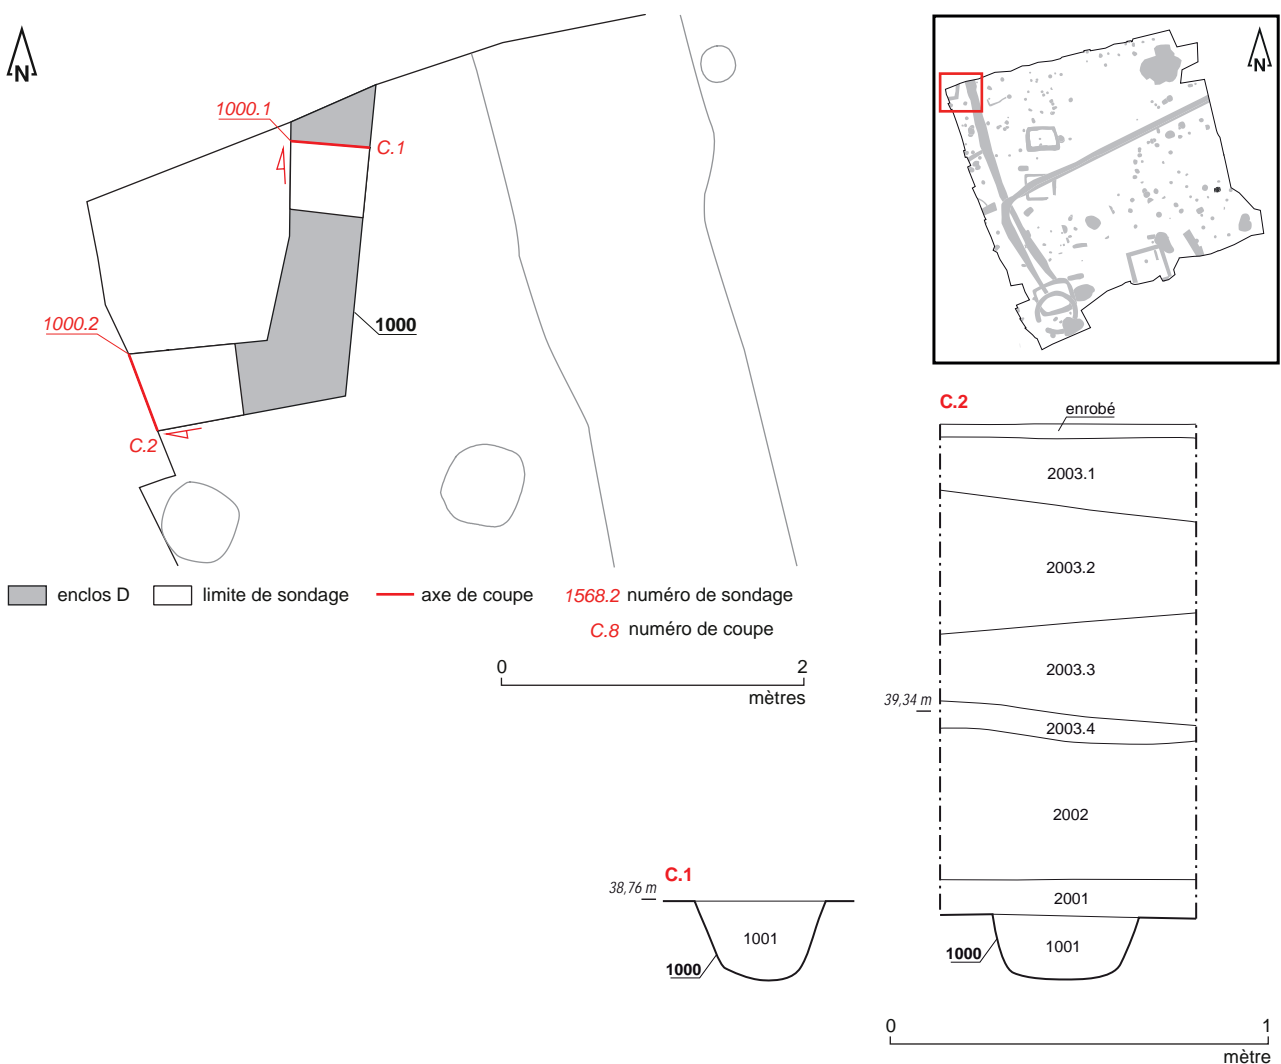 N
1000.1
C.1
1000.2
1000
C.2
N
enclos D
limite de sondage
axe de coupe
1568.2 numéro de sondage
C.8 numéro de coupe
0 2
mètres
C.2
enrobé
2003.1
2003.2
2003.3
39,34 m
2003.4
2002
2001
1001
1000
C.1
38,76 m
1001
1000
0 1
mètre